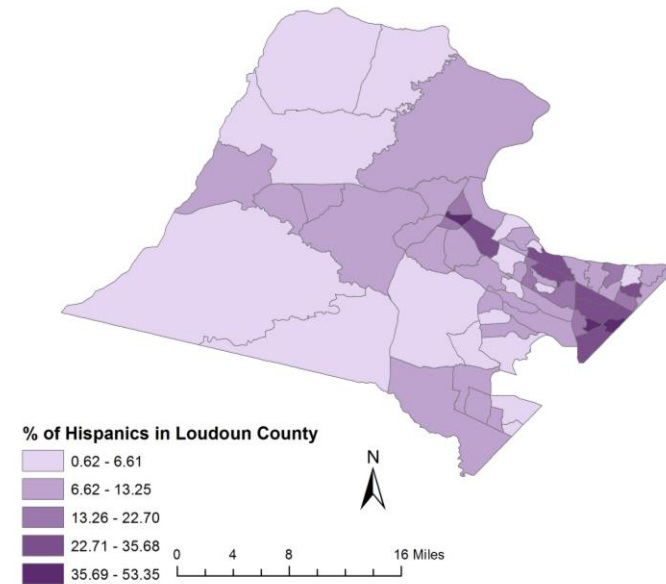 % of Hispanics in Loudoun County
0.62 - 6.61
6.62 - 13.25
13.26 - 22.70
22.71 - 35.68
35.69 - 53.35
N
0 4 8 16 Miles